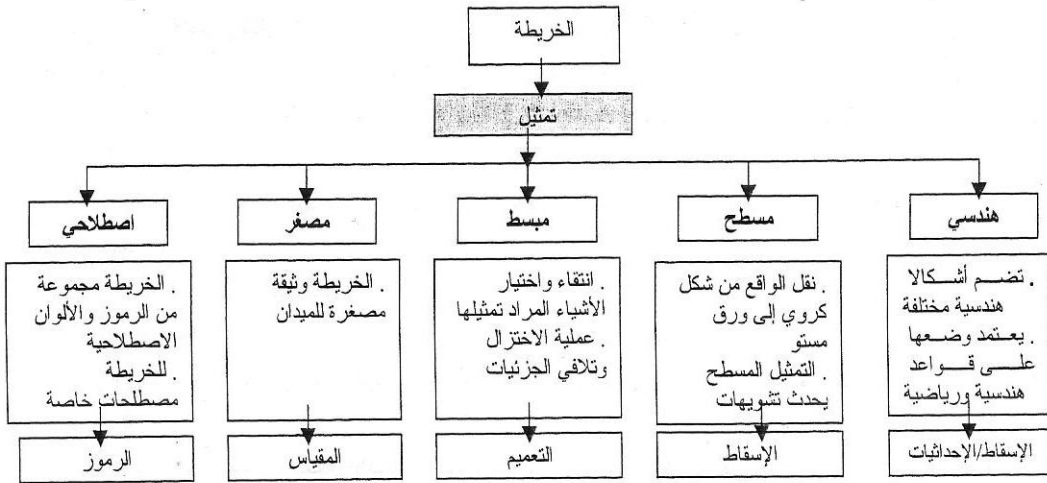 الخريطة
تمثيل
هندسي
مسطح
مبسط
مصغر
اصطلاحي
. تضم أشكالا
هندسية مختلفة
. يعتمد وضعها
على قواعد
هندسية ورياضية
. نقل الواقع من شكل
كروي إلى ورق
مستو
. التمثيل المسطح
يحدث تشويهات
. انتقاء واختيار
الأشياء المراد تمثيلها
. عملية الاختزال
وتلافي الجزئيات
. الخريطة وثيقة
مصغرة للميدان
. الخريطة مجموعة
من الرموز والألوان
الاصطلاحية
. للخريطة
مصطلحات خاصة
الإسقاط/الإحداثيات
الإسقاط
التعميم
المقياس
الرموز